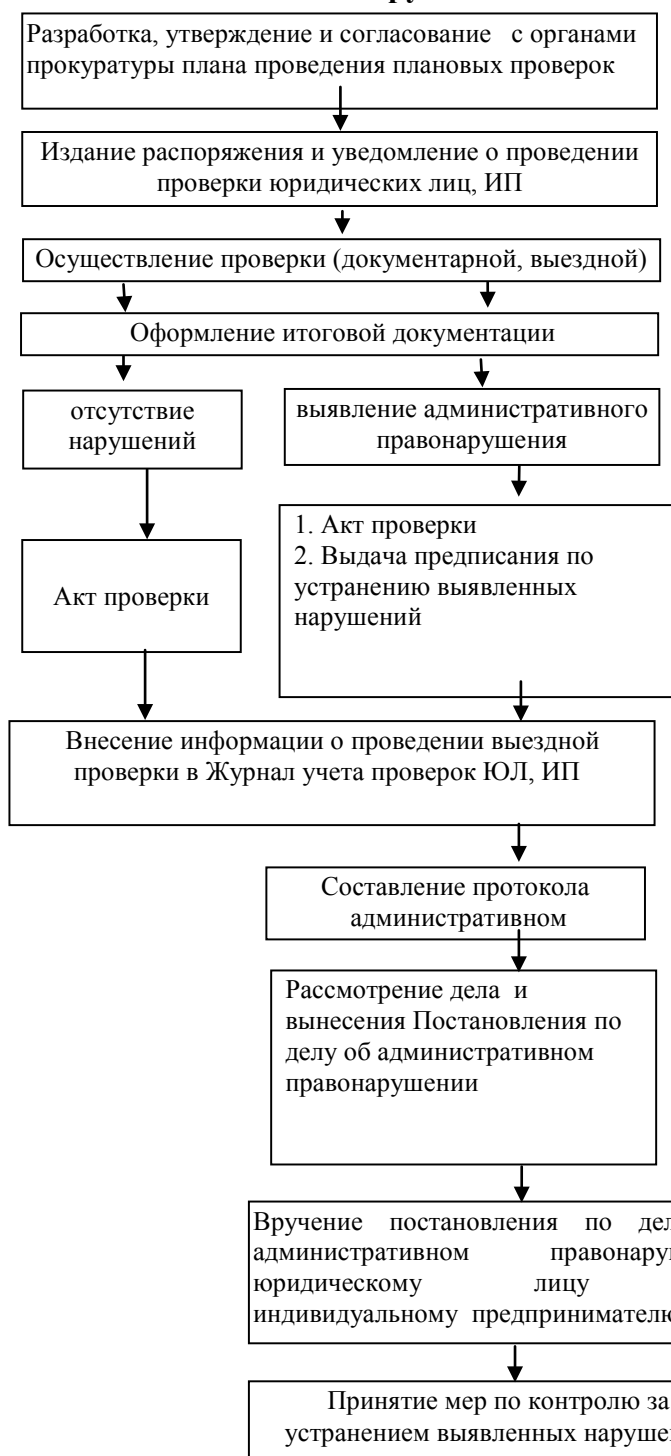 Разработка, утверждение и согласование с органами
прокуратуры плана проведения плановых проверок
Издание распоряжения и уведомление о проведении
проверки юридических лиц, ИП
Осуществление проверки (документарной, выездной)
Оформление итоговой документации
отсутствие
нарушений
выявление административного
правонарушения
Акт проверки
1. Акт проверки
2. Выдача предписания по
устранению выявленных
нарушений
Внесение информации о проведении выездной
проверки в Журнал учета проверок ЮЛ, ИП
Составление протокола
административном
Рассмотрение дела и
вынесения Постановления по
делу об административном
правонарушении
Вручение постановления по
административном
юридическому лицу
индивидуальному
Принятие мер по контролю за
устранением выявленных